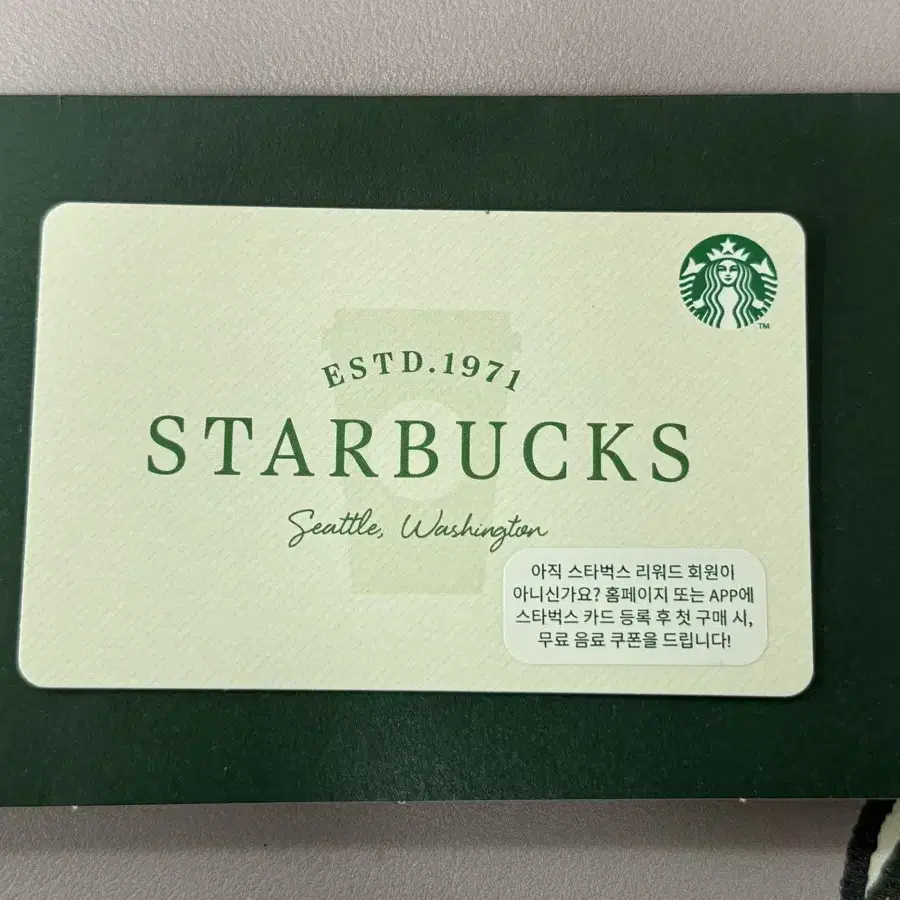 ESTD.1971
STARBUCKS
Seattle, Washington
TM
아직 스타벅스 리워드 회원이
아니신가요? 홈페이지 또는 APP에
스타벅스 카드 등록 후 첫 구매 시,
무료 음료 쿠폰을 드립니다!